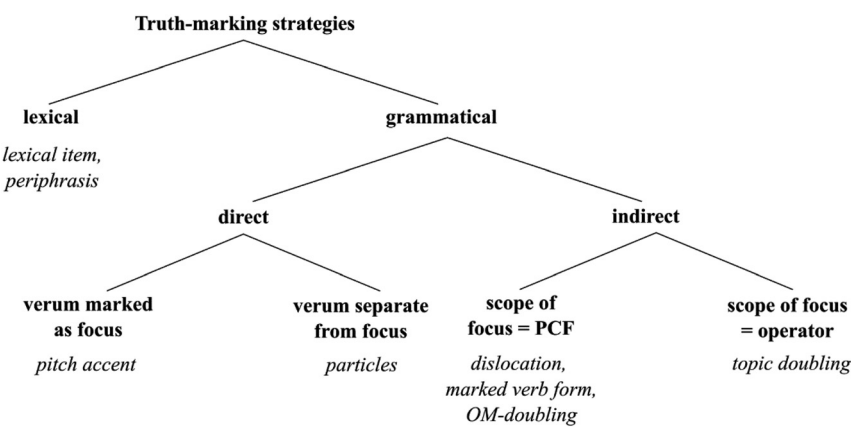 Truth-marking strategies
lexical
grammatical
lexical item,
periphrasis
direct
indirect
verum marked
as focus
verum separate
from focus
scope of
focus = PCF
scope of focus
= operator
pitch accent
particles
dislocation,
marked verb form,
OM-doubling
topic doubling